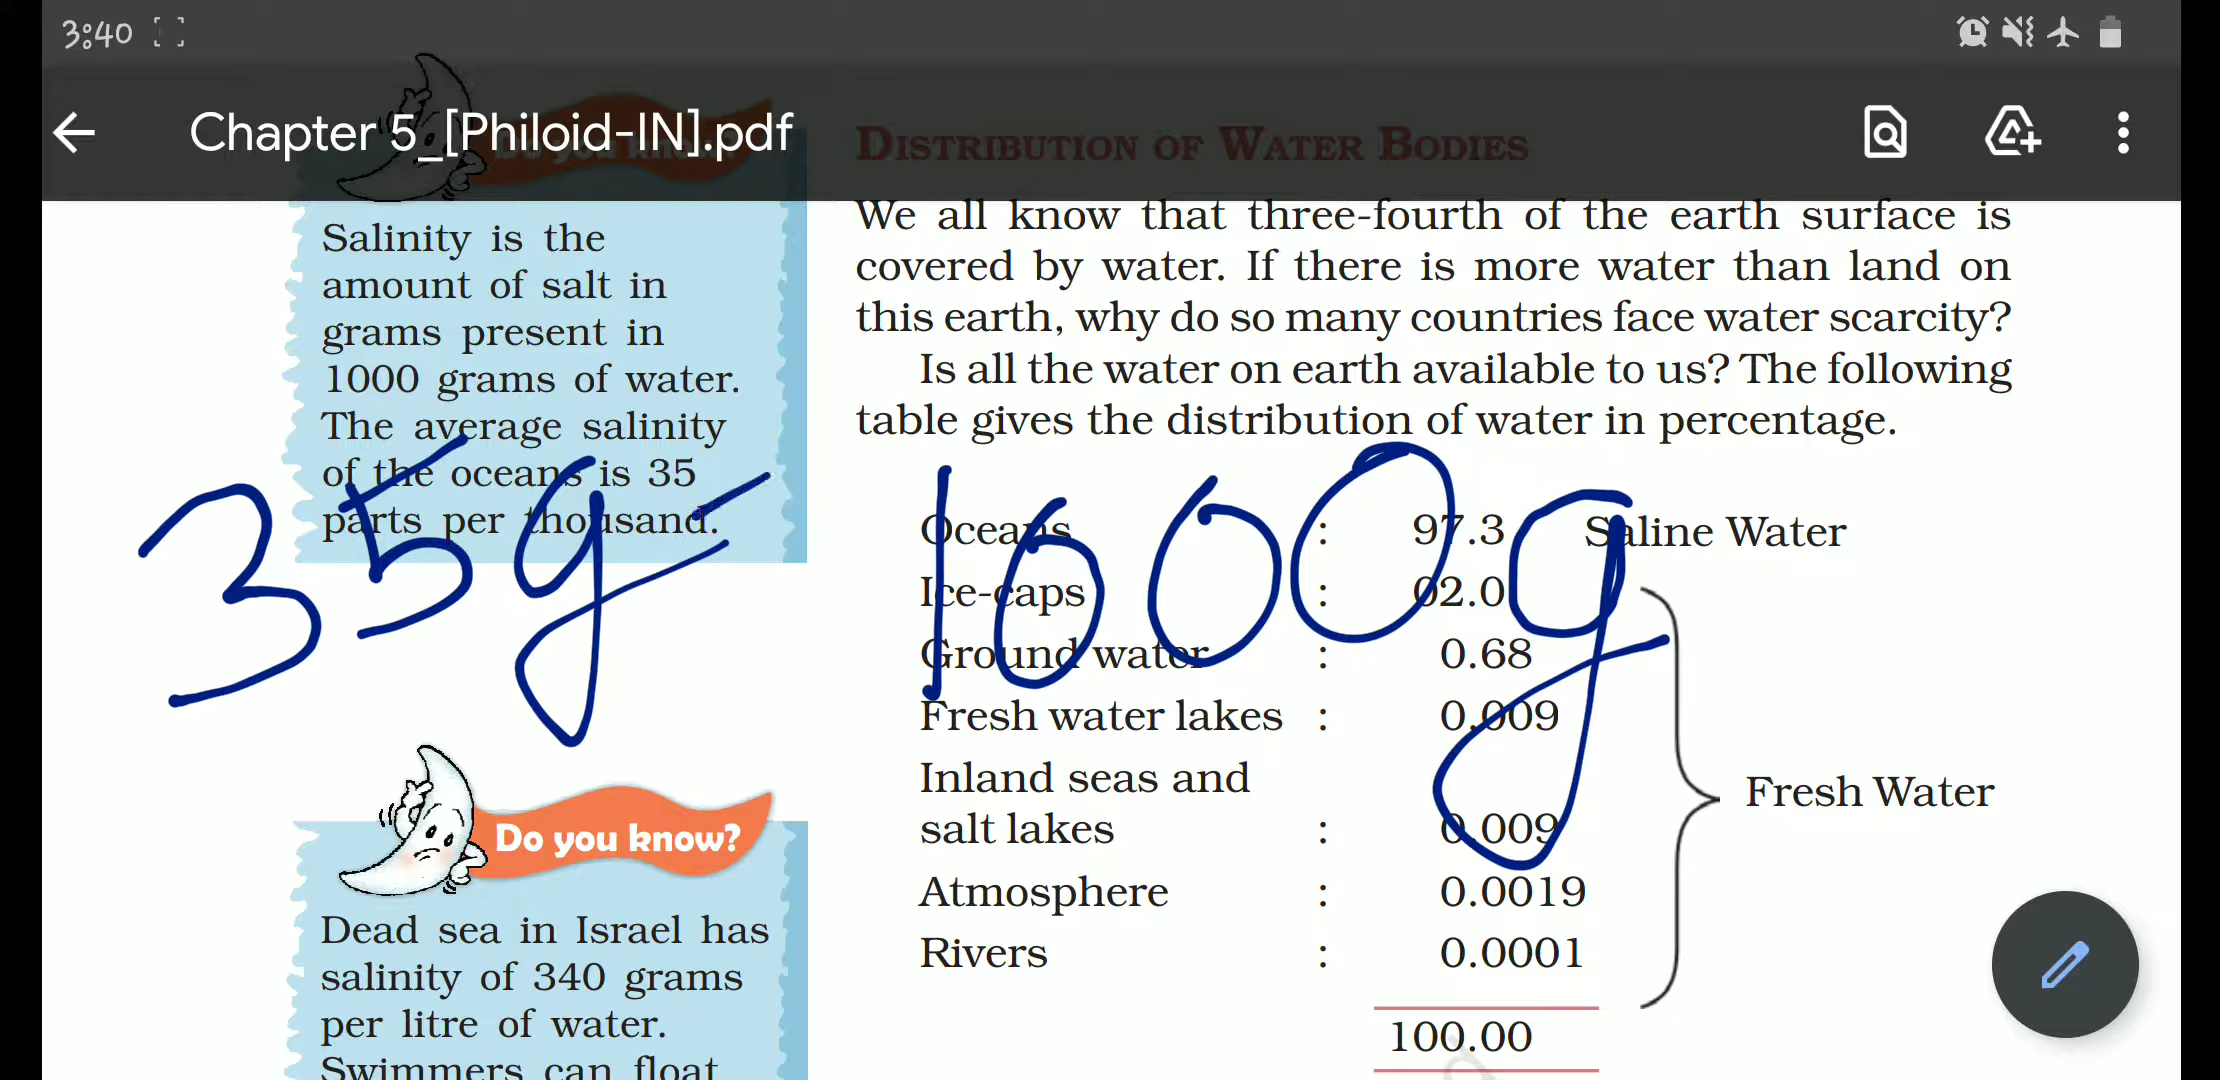 3:40
Chapter 5_[Philoid-IN].pdf
Do you know?
Salinity is the
amount of salt in
grams present in
1000 grams of water.
The average salinity
of the oceans is 35
parts per thousand.
35g
Do you know?
Dead sea in Israel has
salinity of 340 grams
per litre of water.
Swimmers can float
DISTRIBUTION OF WATER BODIES
We all know that three-fourth of the earth surface is
covered by water. If there is more water than land on
this earth, why do so many countries face water scarcity?
Is all the water on earth available to us? The following
table gives the distribution of water in percentage.
1000g
Oceans : 97.3 Saline Water
Ice-caps : 02.0
Ground water : 0.68
Fresh water lakes : 0.009
Inland seas and
salt lakes : 0.009
Fresh Water
Atmosphere : 0.0019
Rivers : 0.0001
100.00